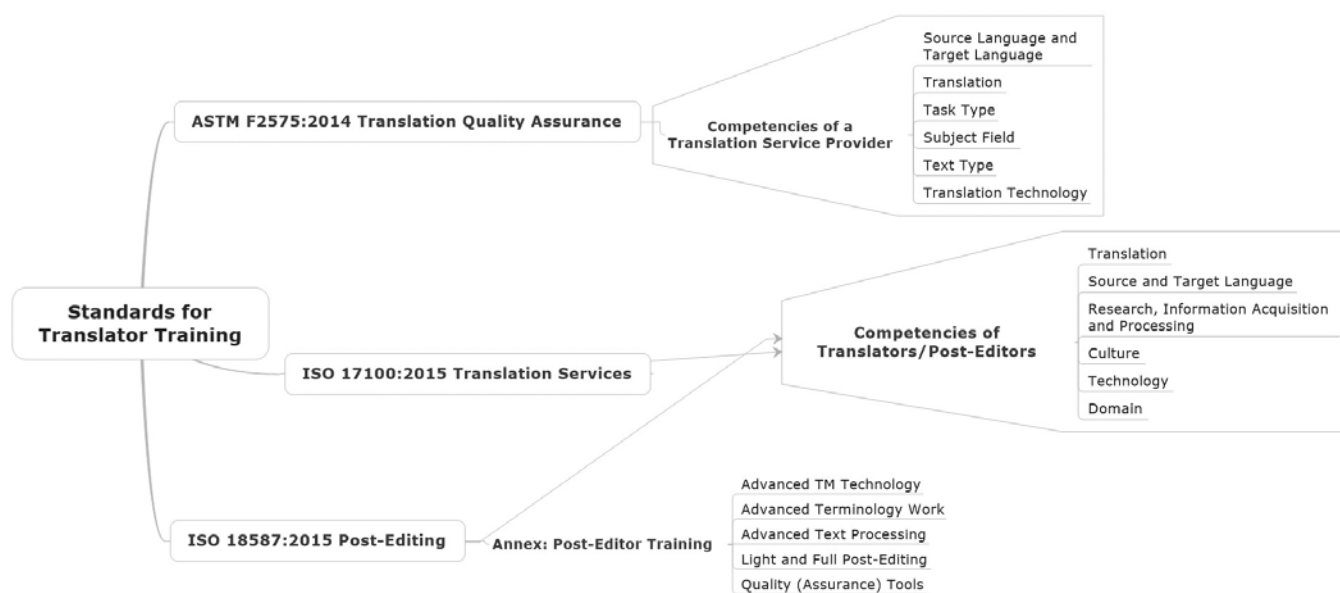 Standards for
Translator Training
ASTM F2575:2014 Translation Quality Assurance
Competencies of a
Translation Service Provider
Source Language and
Target Language
Translation
Task Type
Subject Field
Text Type
Translation Technology
ISO 17100:2015 Translation Services
Competencies of
Translators/Post-Editors
Translation
Source and Target Language
Research, Information Acquisition
and Processing
Culture
Technology
Domain
ISO 18587:2015 Post-Editing
Annex: Post-Editor Training
Advanced TM Technology
Advanced Terminology Work
Advanced Text Processing
Light and Full Post-Editing
Quality (Assurance) Tools